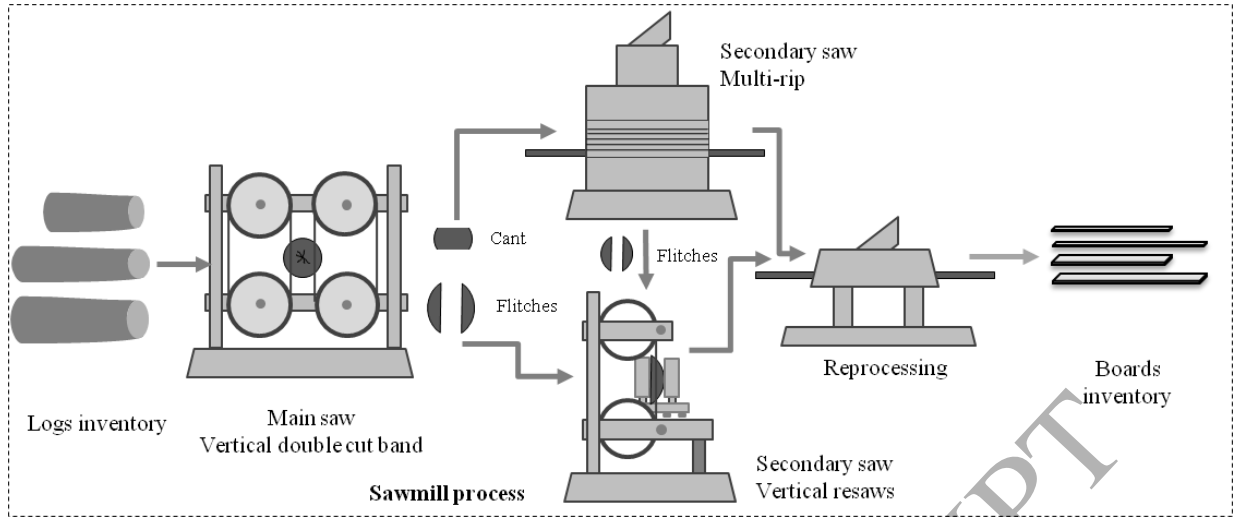 Secondary saw
Multi-rip
Cant
Flitches
Flitches
Reprocessing
Boards
inventory
Logs inventory
Main saw
Vertical double cut band
Secondary saw
Vertical resaws
Sawmill process